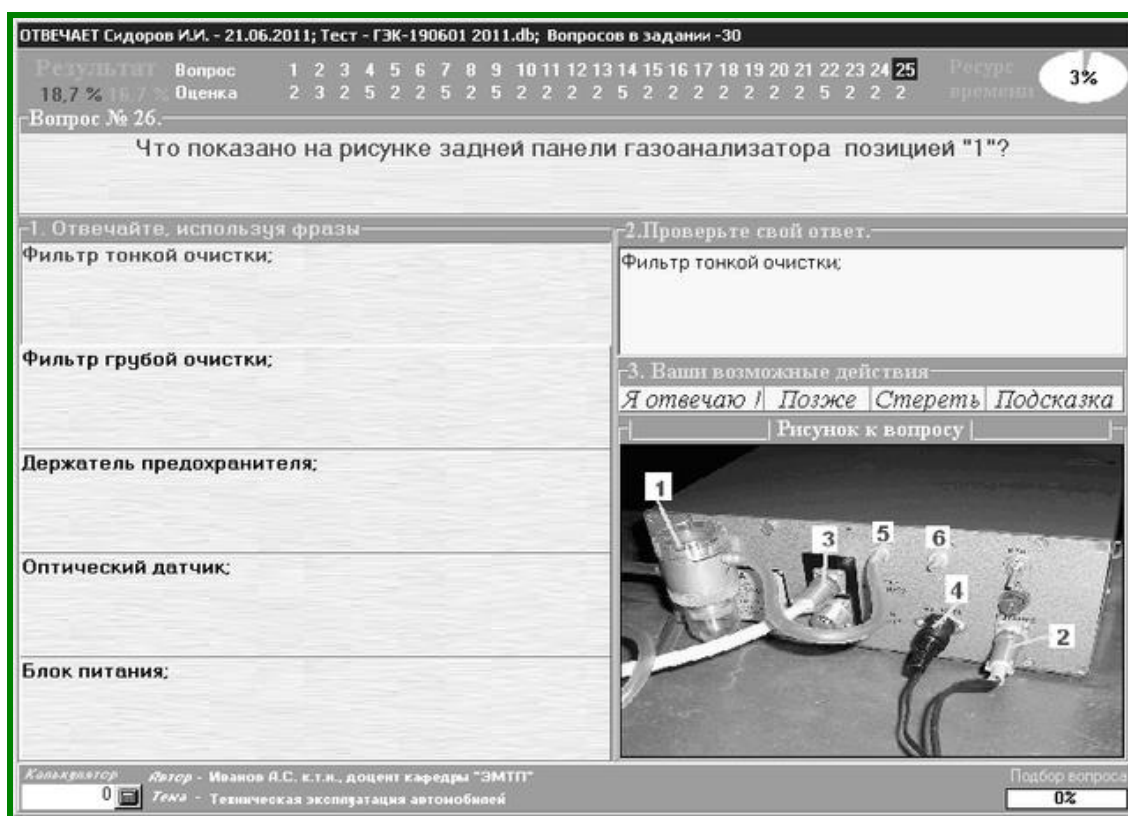 ОТВЕЧАЕТ Сидоров И.И. - 21.06.2011; Тест - ГЭК-190601 2011.db; Вопросов в задании -30
Результат Вопрос 1 2 3 4 5 6 7 8 9 10 11 12 13 14 15 16 17 18 19 20 21 22 23 24 25 Ресурс времени 3%
18,7 % 16,7 % Оценка 2 3 2 5 2 2 5 2 5 2 2 2 2 5 2 2 2 2 2 2 2 5 2 2 2
Вопрос № 26.
Что показано на рисунке задней панели газоанализатора позицией "1"?
1. Отвечайте, используя фразы
Фильтр тонкой очистки;
Фильтр грубой очистки;
Держатель предохранителя;
Оптический датчик;
Блок питания;
2.Проверьте свой ответ.
Фильтр тонкой очистки;
3. Ваши возможные действия
Я отвечаю ! Позже Стереть Подсказка
Рисунок к вопросу
1
3
5
6
4
2
Калькулятор Автор - Иванов А.С. к.т.н., доцент кафедры "ЭМТП"
0 Тема - Техническая эксплуатация автомобилей
Подбор вопроса
0%